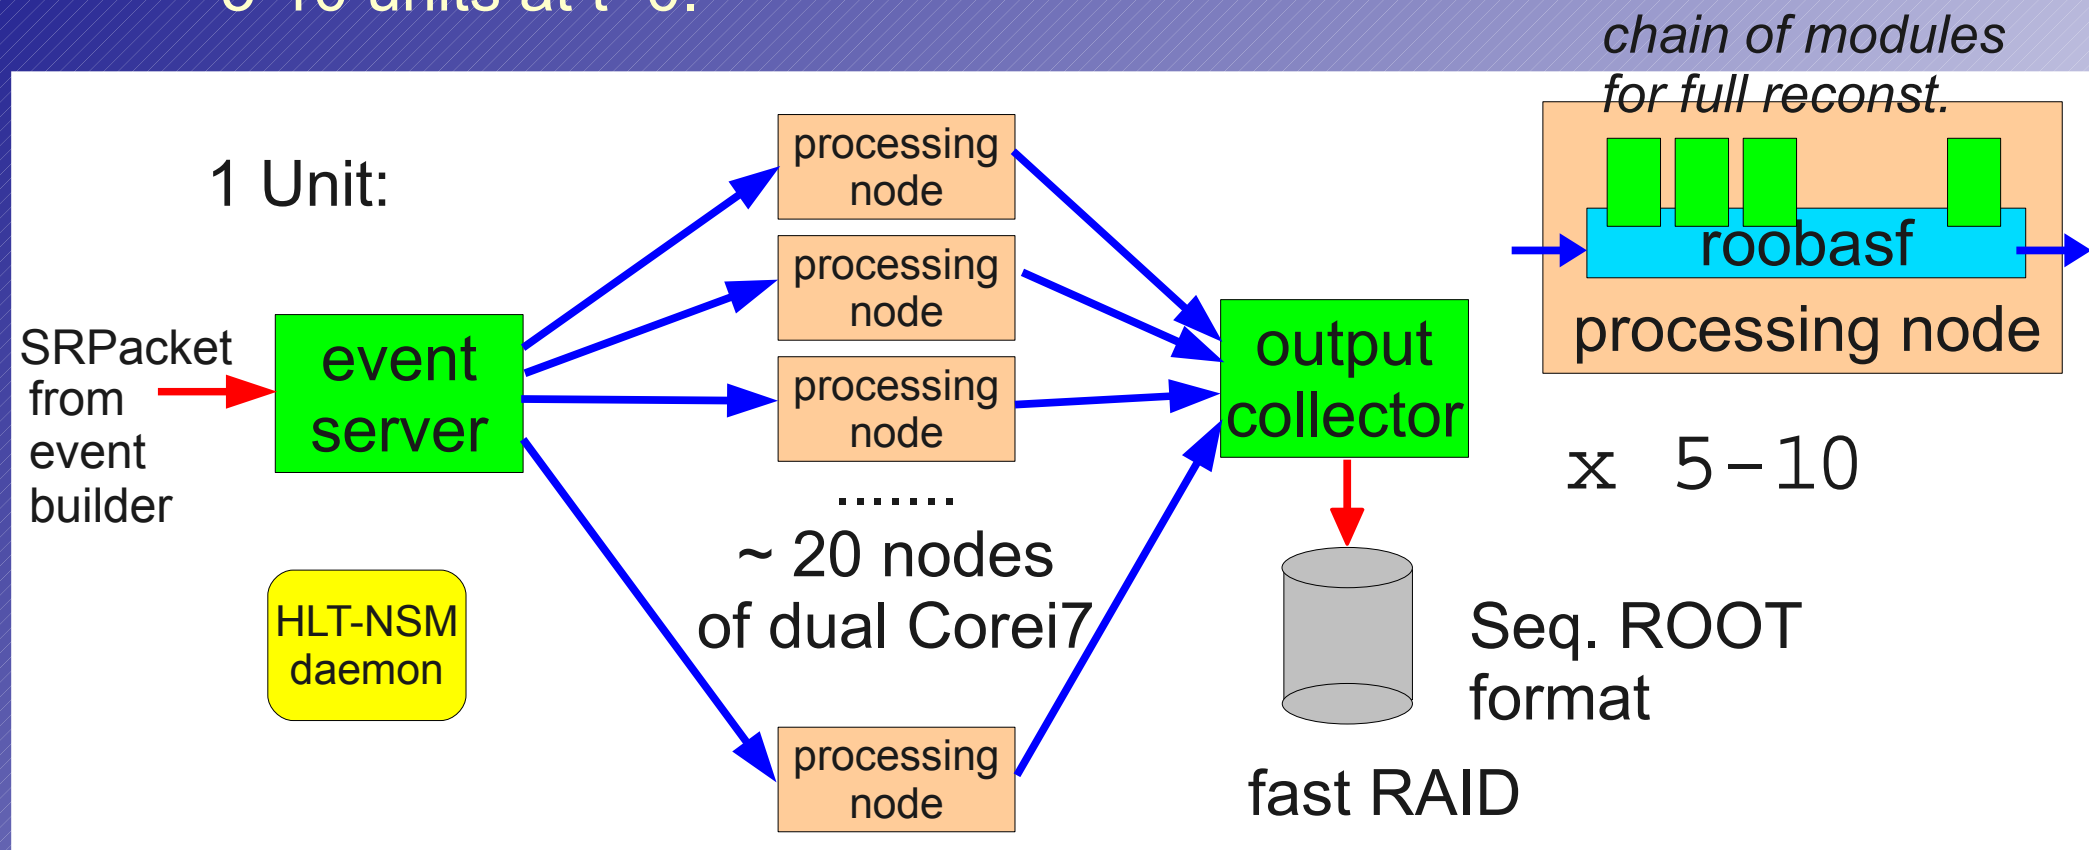 units at t
chain of modules
for full reconst.
1 Unit:
processing
node
processing
node
processing
node
.......
~ 20 nodes
of dual Corei7
processing
node
SRPacket
from
event
builder
event
server
HLT-NSM
daemon
output
collector
fast RAID
Seq. ROOT
format
roobasf
processing node
x 5-10